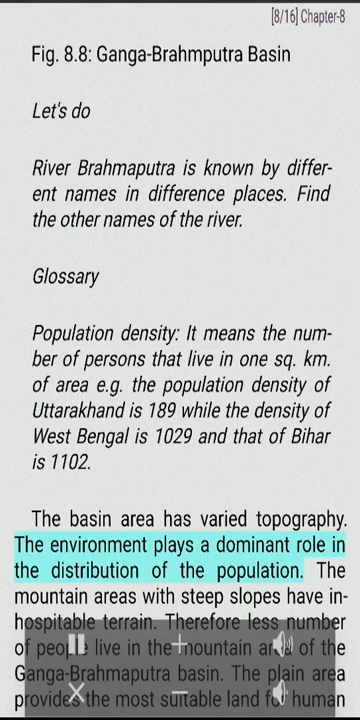 [8/16] Chapter-8
Fig. 8.8: Ganga-Brahmputra Basin
Let's do
River Brahmaputra is known by differ-
ent names in difference places. Find
the other names of the river.
Glossary
Population density: It means the num-
ber of persons that live in one sq. km.
of area e.g. the population density of
Uttarakhand is 189 while the density of
West Bengal is 1029 and that of Bihar
is 1102.
The basin area has varied topography.
The environment plays a dominant role in
the distribution of the population. The
mountain areas with steep slopes have in-
hospitable terrain. Therefore less number
of people live in the mountain area of the
Ganga-Brahmaputra basin. The plain area
provides the most suitable land for human